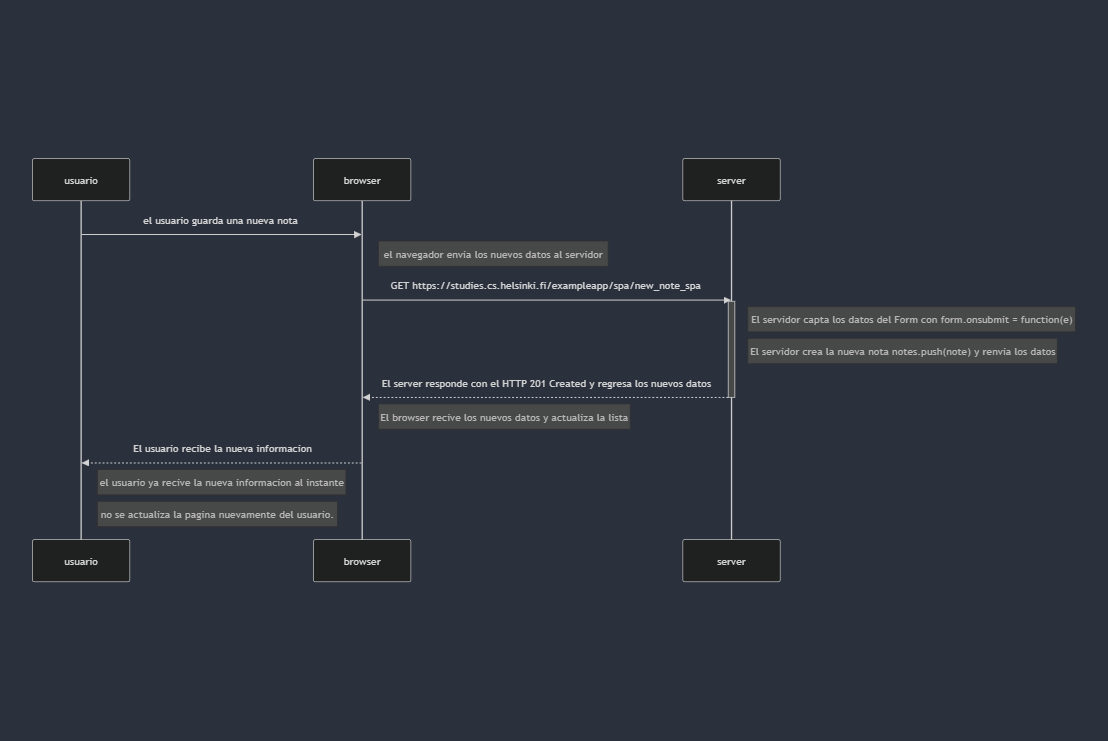 usuario
browser
server
el usuario guarda una nueva nota
el navegador envia los nuevos datos al servidor
GET https://studies.cs.helsinki.fi/exampleapp/spa/new_note_spa
El servidor capta los datos del Form con form.onsubmit = function(e)
El servidor crea la nueva nota notes.push(note) y renvia los datos
El server responde con el HTTP 201 Created y regresa los nuevos datos
El browser recive los nuevos datos y actualiza la lista
El usuario recibe la nueva informacion
el usuario ya recive la nueva informacion al instante
no se actualiza la pagina nuevamente del usuario.
usuario
browser
server